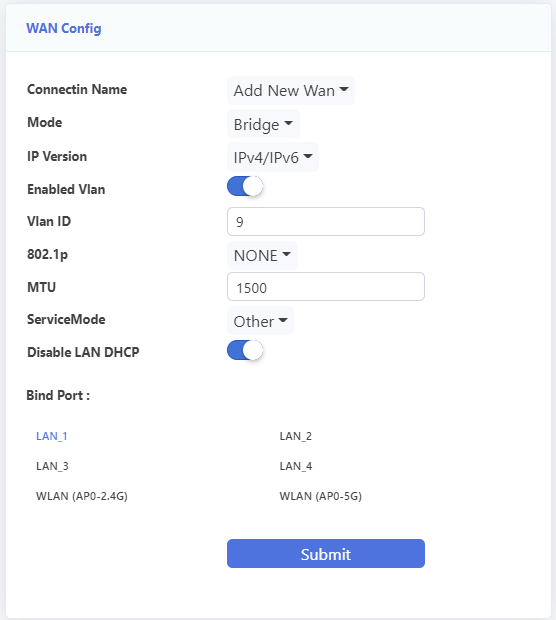 WAN Config
Connectin Name Add New Wan
Mode Bridge
IP Version IPv4/IPv6
Enabled Vlan
Vlan ID 9
802.1p NONE
MTU 1500
ServiceMode Other
Disable LAN DHCP
Bind Port :
LAN_1 LAN_2
LAN_3 LAN_4
WLAN (AP0-2.4G) WLAN (AP0-5G)
Submit